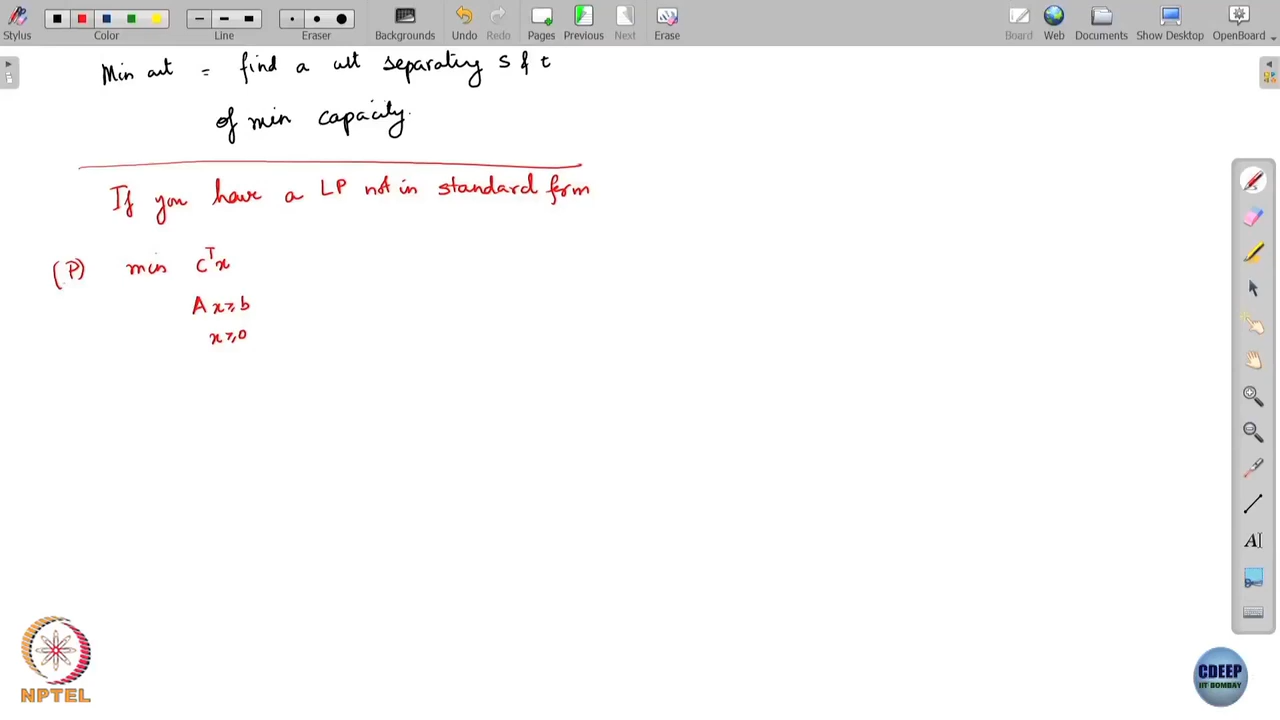 Stylus
Color
Line
Eraser
Backgrounds
Undo
Redo
Pages
Previous
Next
Erase
Board
Web
Documents
Show Desktop
OpenBoard
Min cut = find a cut separating s & t
of min capacity.
If you have a LP not in standard form
(P) min cᵀx
A x ≥ b
x ≥ 0
NPTEL
CDEEP
IIT BOMBAY